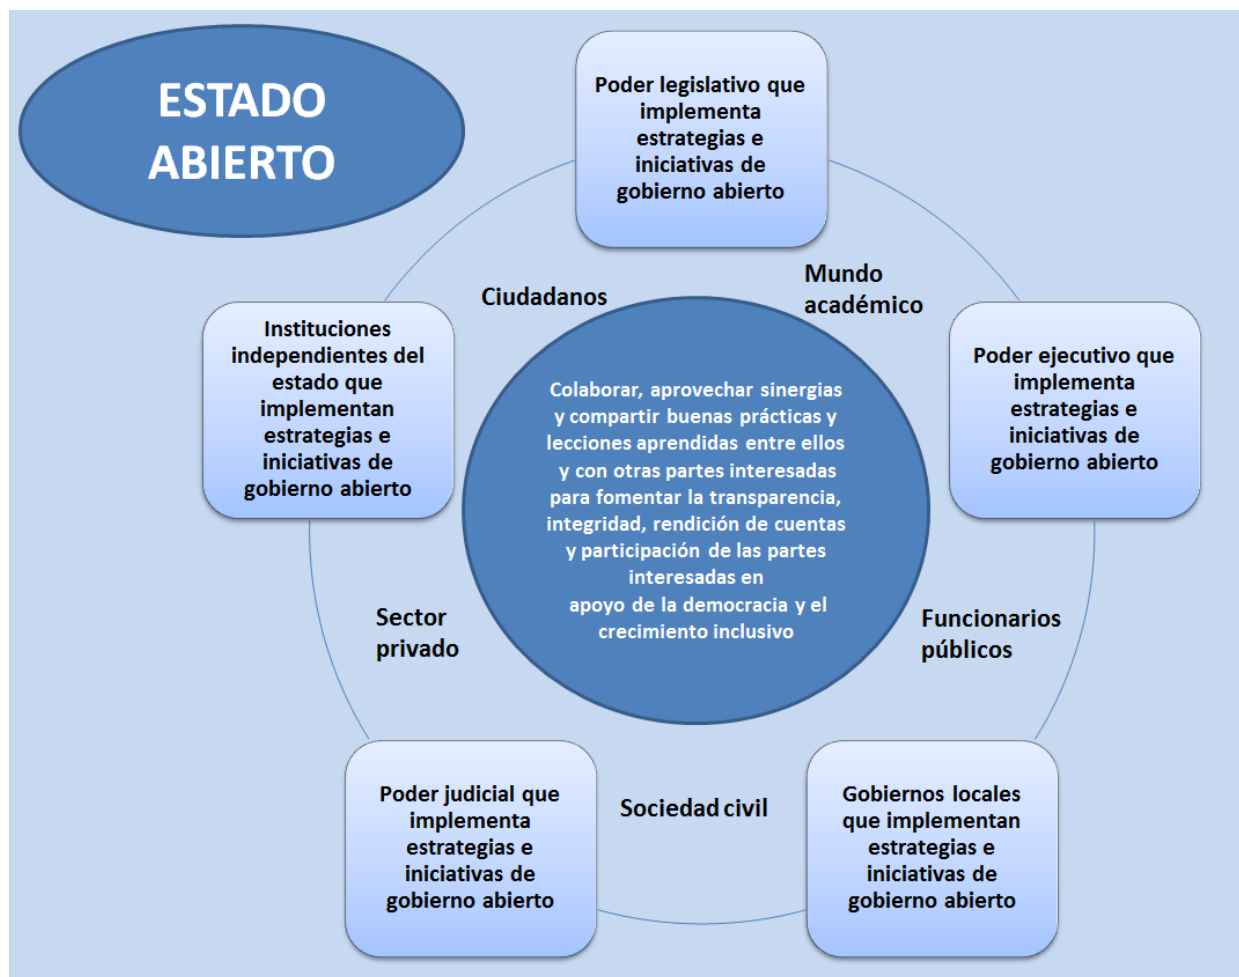 ESTADO
ABIERTO
Poder legislativo que
implementa
estrategias e
iniciativas de
gobierno abierto
Ciudadanos
Mundo
académico
Instituciones
independientes del
estado que
implementan
estrategias e
iniciativas de
gobierno abierto
Colaborar, aprovechar sinergias
y compartir buenas prácticas y
lecciones aprendidas entre ellos
y con otras partes interesadas
para fomentar la transparencia,
integridad, rendición de cuentas
y participación de las partes
interesadas en
apoyo de la democracia y el
crecimiento inclusivo
Poder ejecutivo que
implementa
estrategias e
iniciativas de
gobierno abierto
Sector
privado
Funcionarios
públicos
Poder judicial que
implementa
estrategias e
iniciativas de
gobierno abierto
Sociedad civil
Gobiernos locales
que implementan
estrategias e
iniciativas de
gobierno abierto